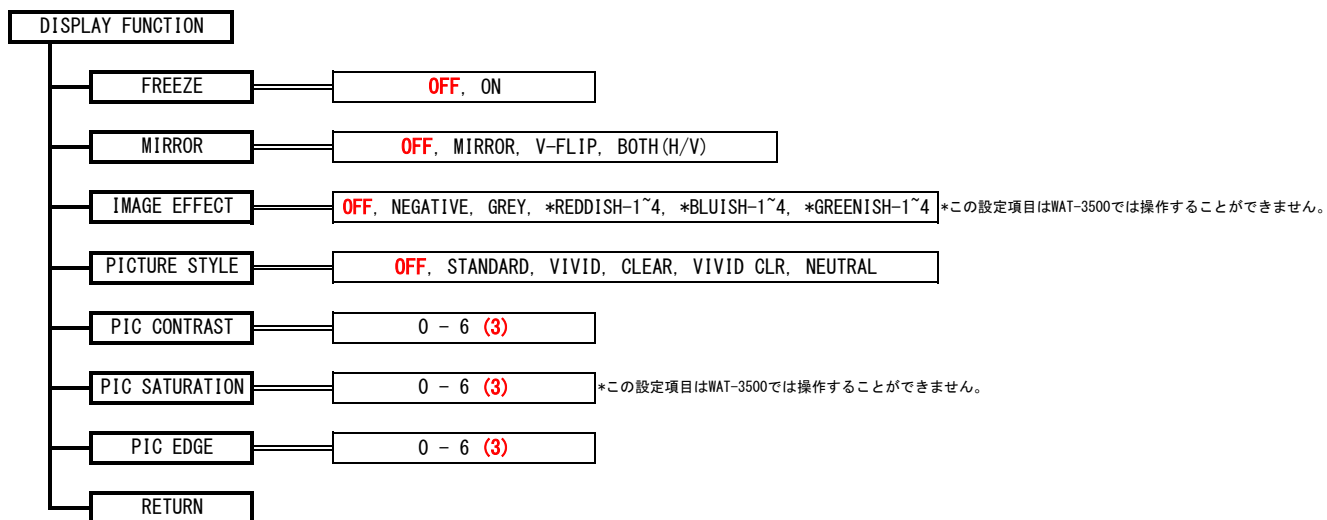 DISPLAY FUNCTION
FREEZE OFF, ON
MIRROR OFF, MIRROR, V-FLIP, BOTH(H/V)
IMAGE EFFECT OFF, NEGATIVE, GREY, *REDDISH-1~4, *BLUISH-1~4, *GREENISH-1~4 *この設定項目はWAT-3500では操作することができません。
PICTURE STYLE OFF, STANDARD, VIVID, CLEAR, VIVID CLR, NEUTRAL
PIC CONTRAST 0 - 6 (3)
PIC SATURATION 0 - 6 (3) *この設定項目はWAT-3500では操作することができません。
PIC EDGE 0 - 6 (3)
RETURN